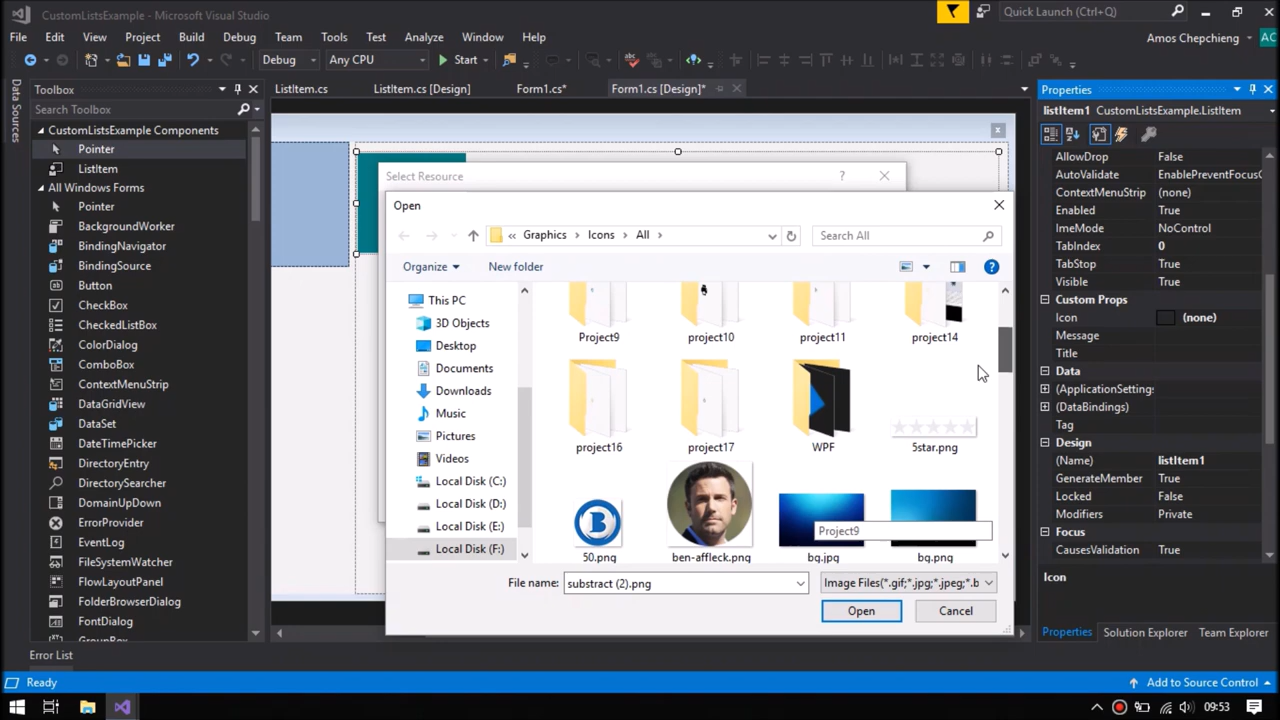 CustomListsExample - Microsoft Visual Studio
Quick Launch (Ctrl+Q)
File Edit View Project Build Debug Team Tools Test Analyze Window Help
Amos Chepchieng AC
Debug Any CPU Start
Data Sources
Toolbox
Search Toolbox
CustomListsExample Components
Pointer
ListItem
All Windows Forms
Pointer
BackgroundWorker
BindingNavigator
BindingSource
Button
CheckBox
CheckedListBox
ColorDialog
ComboBox
ContextMenuStrip
DataGridView
DataSet
DateTimePicker
DirectoryEntry
DirectorySearcher
DomainUpDown
ErrorProvider
EventLog
FileSystemWatcher
FlowLayoutPanel
FolderBrowserDialog
FontDialog
GroupBox
ListItem.cs ListItem.cs [Design] Form1.cs* Form1.cs [Design]*
Select Resource
?
Open
« Graphics > Icons > All >
Search All
Organize New folder
This PC
3D Objects
Desktop
Documents
Downloads
Music
Pictures
Videos
Local Disk (C:)
Local Disk (D:)
Local Disk (E:)
Local Disk (F:)
Project9 project10 project11 project14
project16 project17 WPF 5star.png
B
Project9
50.png ben-affleck.png bg.jpg bg.png
File name: substract (2).png Image Files(*.gif;*.jpg;*.jpeg;*.b
Open Cancel
Properties
listItem1 CustomListsExample.ListItem
AllowDrop False
AutoValidate EnablePreventFocusC
ContextMenuStrip (none)
Enabled True
ImeMode NoControl
TabIndex 0
TabStop True
Visible True
Custom Props
Icon (none)
Message
Title
Data
(ApplicationSettings
(DataBindings)
Tag
Design
(Name) listItem1
GenerateMember True
Locked False
Modifiers Private
Focus
CausesValidation True
Icon
Properties Solution Explorer Team Explorer
Error List
Ready
Add to Source Control
09:53